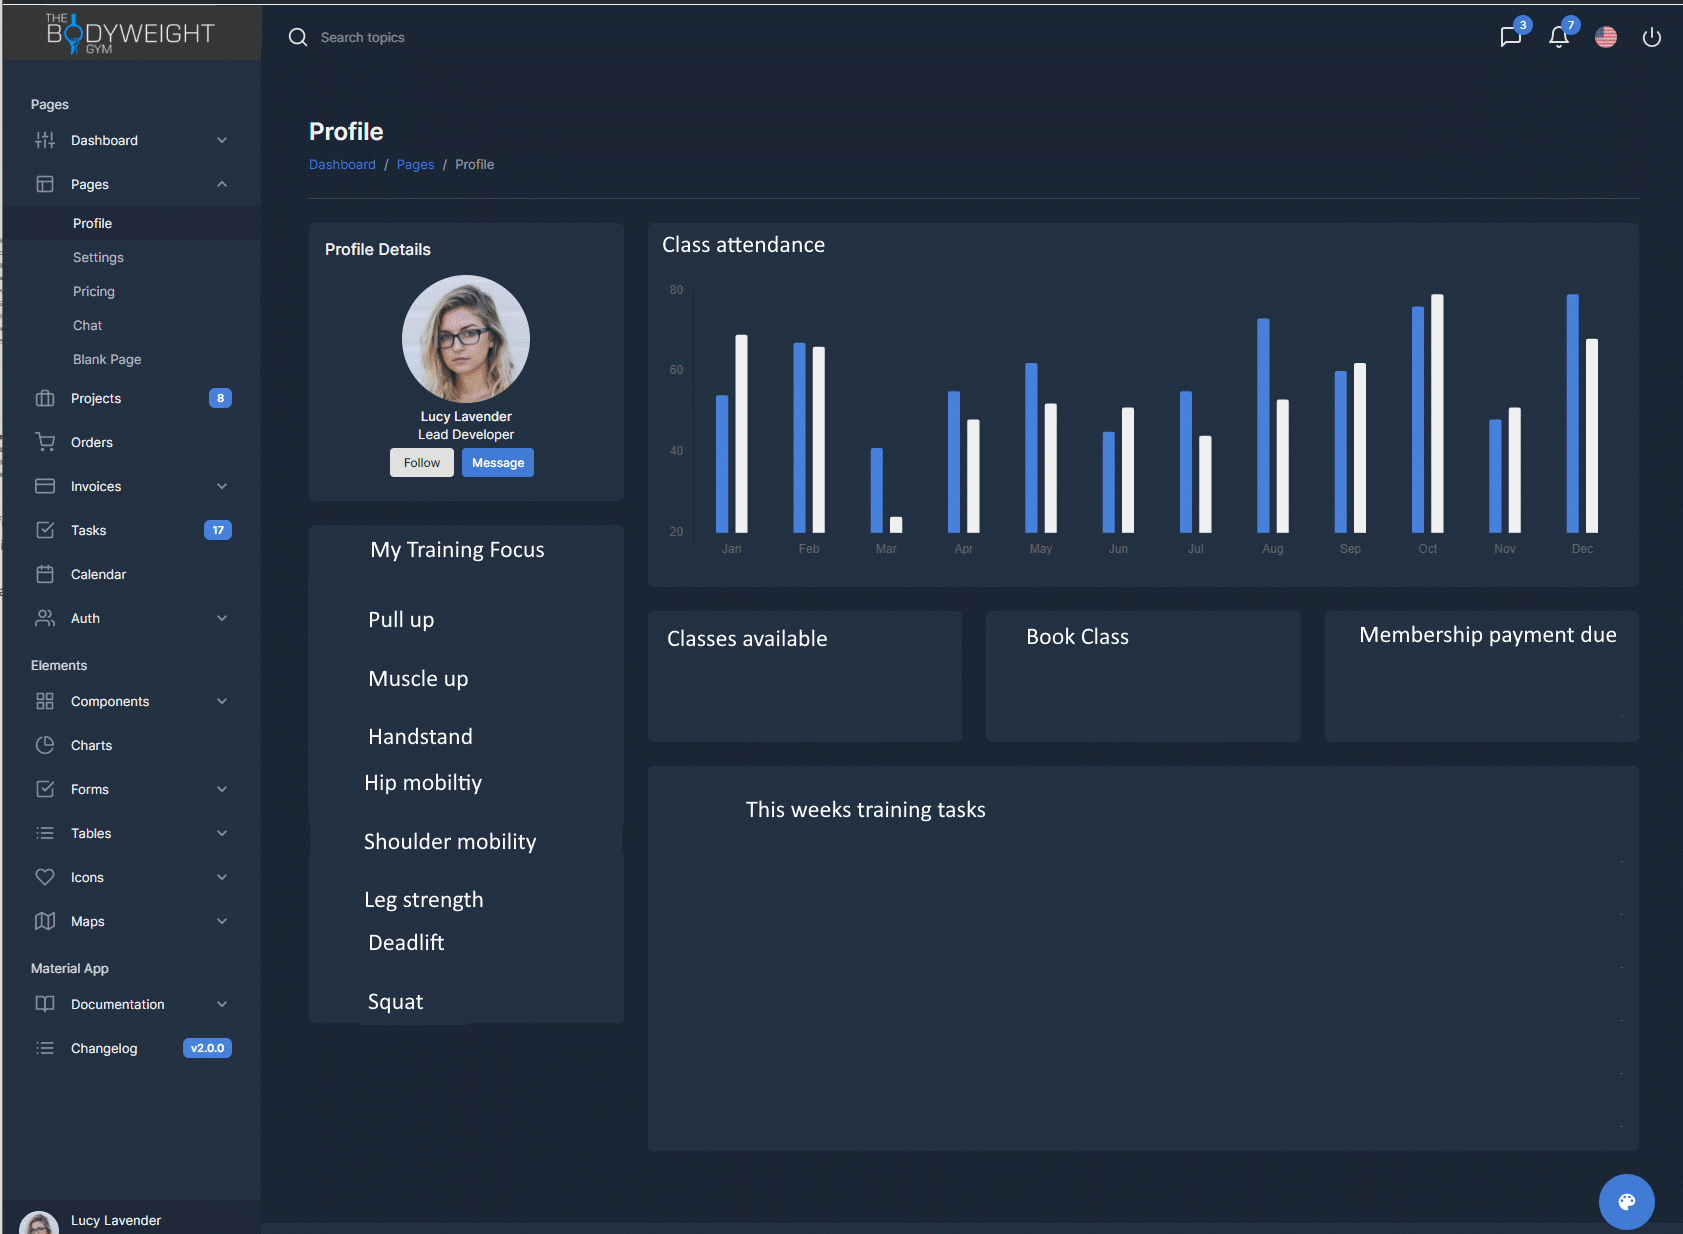 THE
BODYWEIGHT
GYM
Search topics
3
7
Pages
Dashboard
Pages
Profile
Settings
Pricing
Chat
Blank Page
Projects 8
Orders
Invoices
Tasks 17
Calendar
Auth
Elements
Components
Charts
Forms
Tables
Icons
Maps
Material App
Documentation
Changelog v2.0.0
Lucy Lavender
Profile
Dashboard / Pages / Profile
Profile Details
Lucy Lavender
Lead Developer
Follow Message
My Training Focus
Pull up
Muscle up
Handstand
Hip mobiltiy
Shoulder mobility
Leg strength
Deadlift
Squat
Class attendance
80
60
40
20
Jan Feb Mar Apr May Jun Jul Aug Sep Oct Nov Dec
Classes available
Book Class
Membership payment due
This weeks training tasks